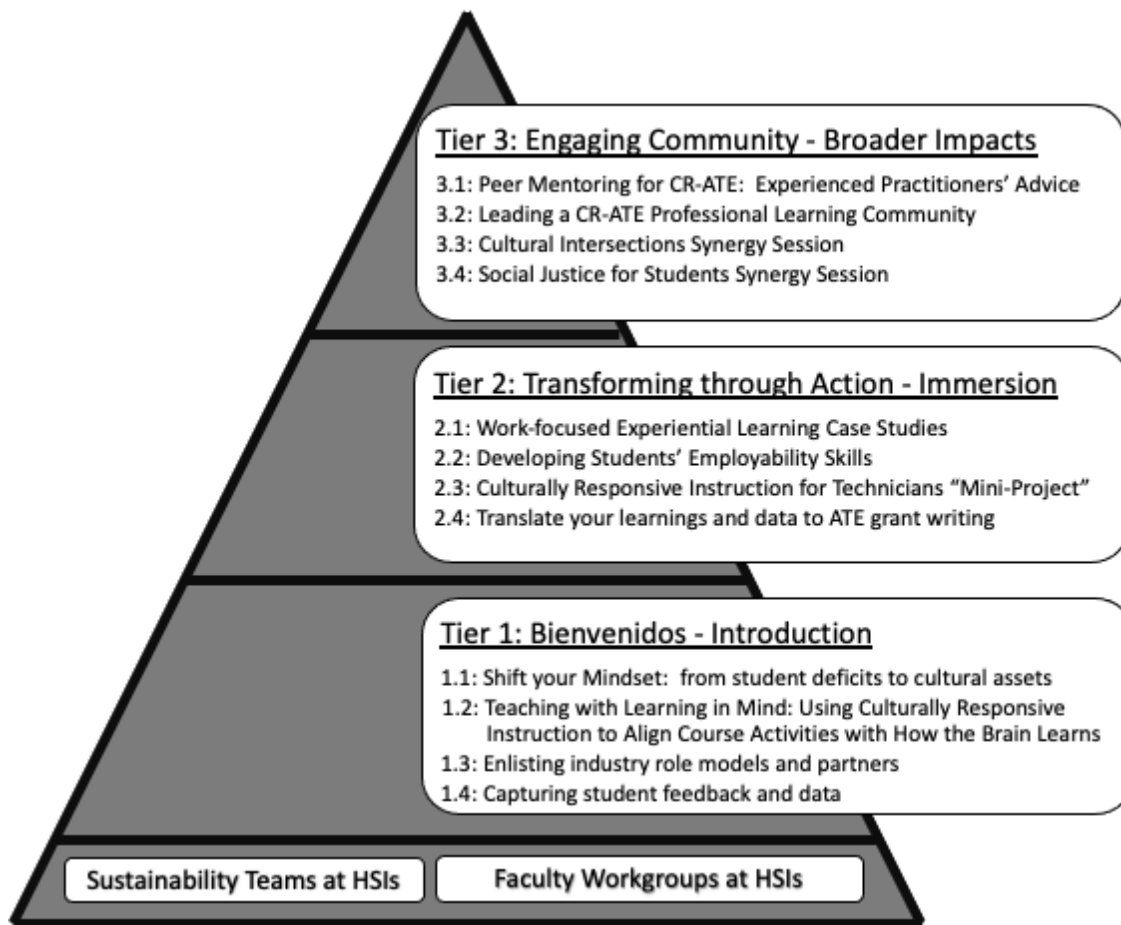 Tier 3: Engaging Community - Broader Impacts
3.1: Peer Mentoring for CR-ATE:  Experienced Practitioners’ Advice
3.2: Leading a CR-ATE Professional Learning Community
3.3: Cultural Intersections Synergy Session
3.4: Social Justice for Students Synergy Session
Tier 2: Transforming through Action - Immersion
2.1: Work-focused Experiential Learning Case Studies
2.2: Developing Students’ Employability Skills
2.3: Culturally Responsive Instruction for Technicians “Mini-Project”
2.4: Translate your learnings and data to ATE grant writing
Tier 1: Bienvenidos - Introduction
1.1: Shift your Mindset:  from student deficits to cultural assets
1.2: Teaching with Learning in Mind: Using Culturally Responsive
Instruction to Align Course Activities with How the Brain Learns
1.3: Enlisting industry role models and partners
1.4: Capturing student feedback and data
Sustainability Teams at HSIs
Faculty Workgroups at HSIs